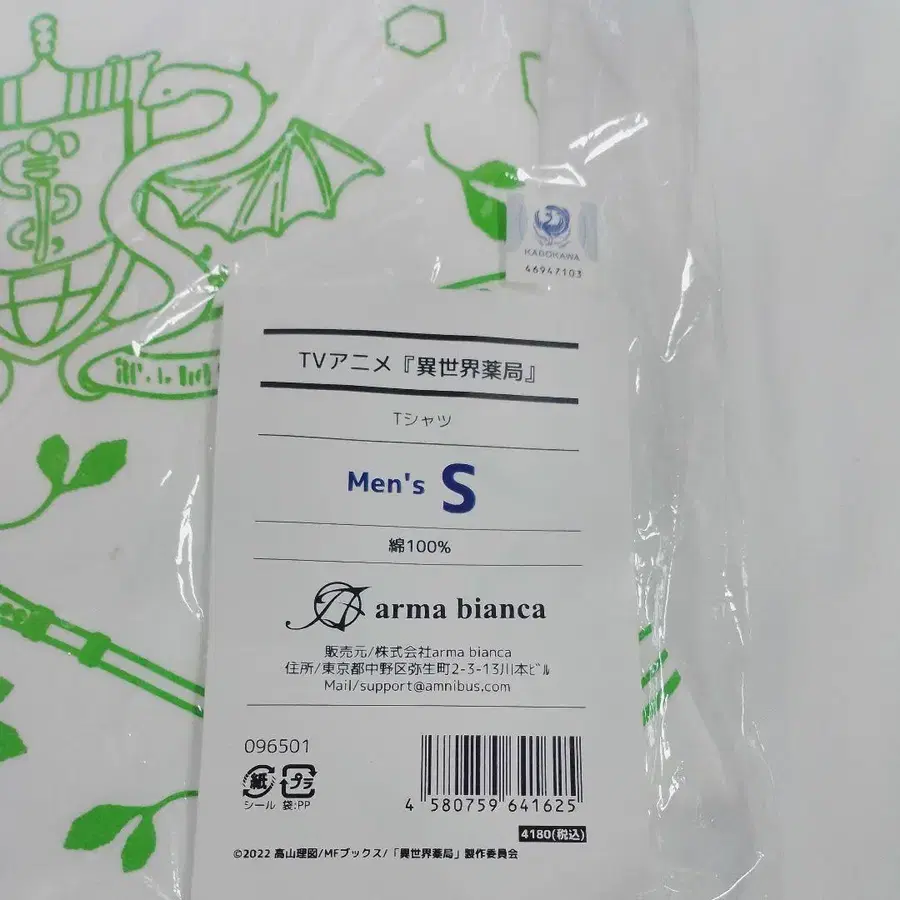 KADOKAWA
46947103
TVアニメ『異世界薬局』
Tシャツ
Men's S
綿100%
arma bianca
販売元/株式会社arma bianca
住所/東京都中野区弥生町2-3-13川本ビル
Mail/support@amnibus.com
096501
紙 プラ
シール 袋:PP
4 580759 641625
4180(税込)
©2022 高山理図/MFブックス/「異世界薬局」製作委員会